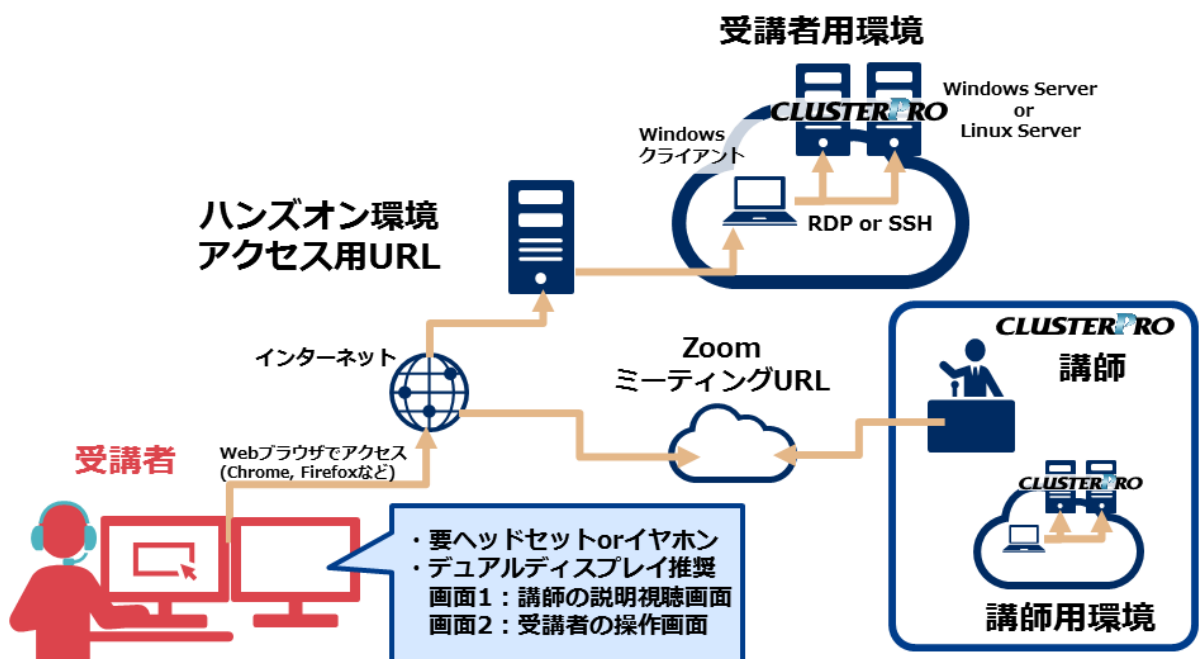 受講者用環境
CLUSTERPRO
Windows Server
or
Linux Server
Windows
クライアント
RDP or SSH
ハンズオン環境
アクセス用URL
インターネット
Zoom
ミーティングURL
CLUSTERPRO
講師
受講者
Webブラウザでアクセス
(Chrome, Firefoxなど)
・要ヘッドセットorイヤホン
・デュアルディスプレイ推奨
画面1：講師の説明視聴画面
画面2：受講者の操作画面
CLUSTERPRO
講師用環境